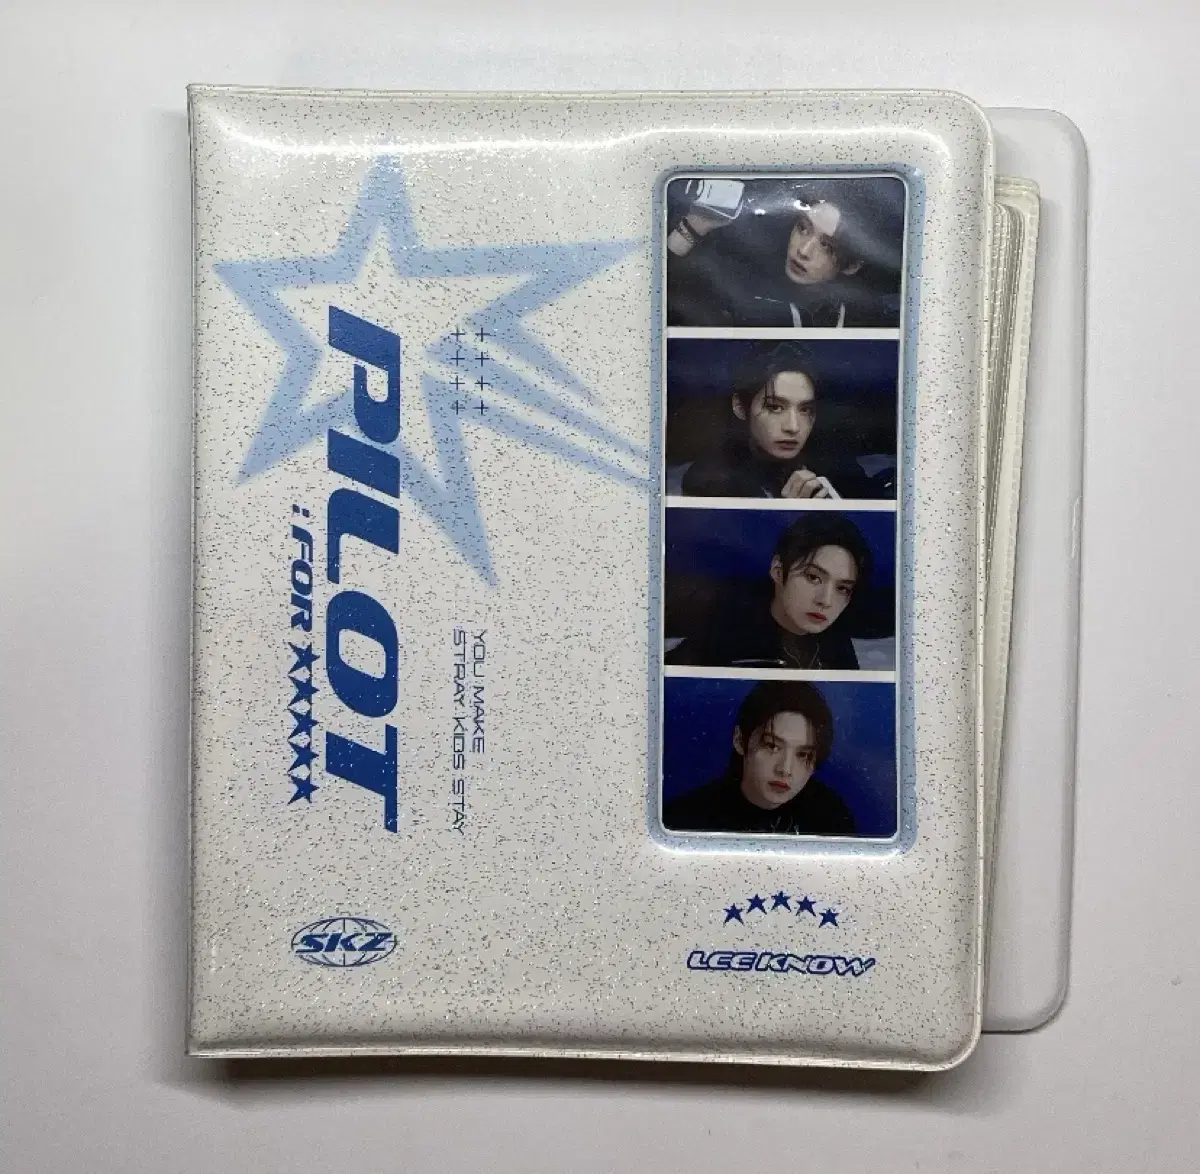 PILOT
: FOR ★★★★★
YOU MAKE
STRAY KIDS STAY
SKZ
LEE KNOW